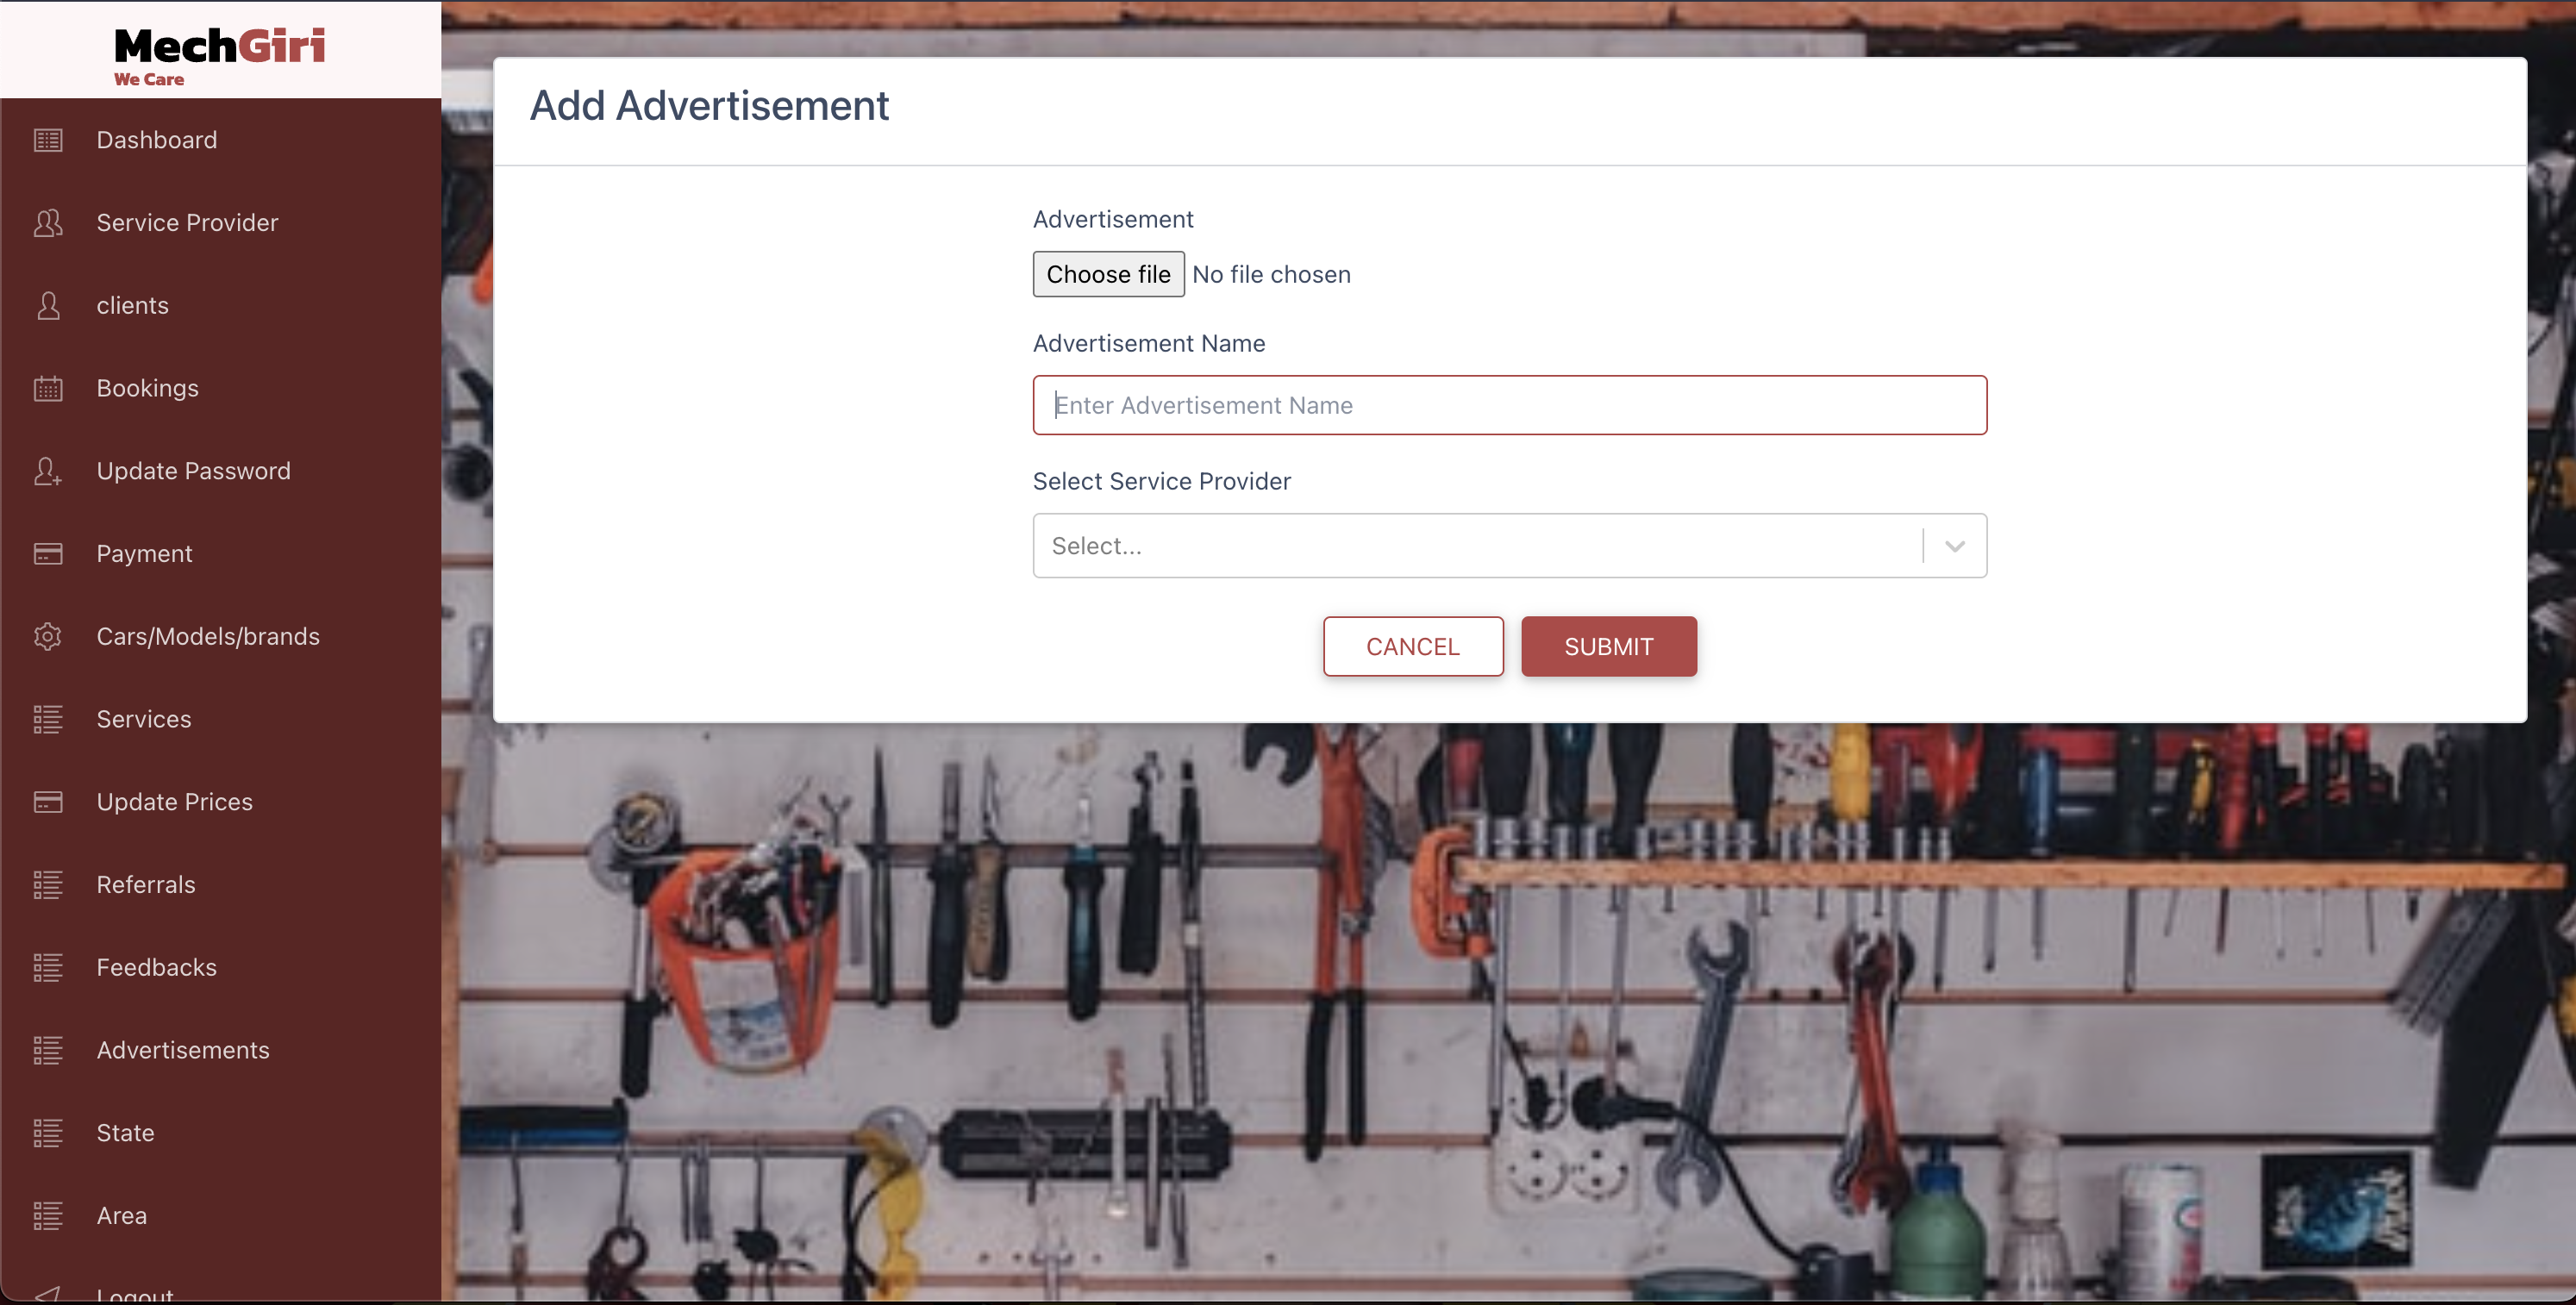 MechGiri
We Care
Dashboard
Service Provider
clients
Bookings
Update Password
Payment
Cars/Models/brands
Services
Update Prices
Referrals
Feedbacks
Advertisements
State
Area
Logout
Add Advertisement
Advertisement
Choose file No file chosen
Advertisement Name
Enter Advertisement Name
Select Service Provider
Select...
CANCEL SUBMIT